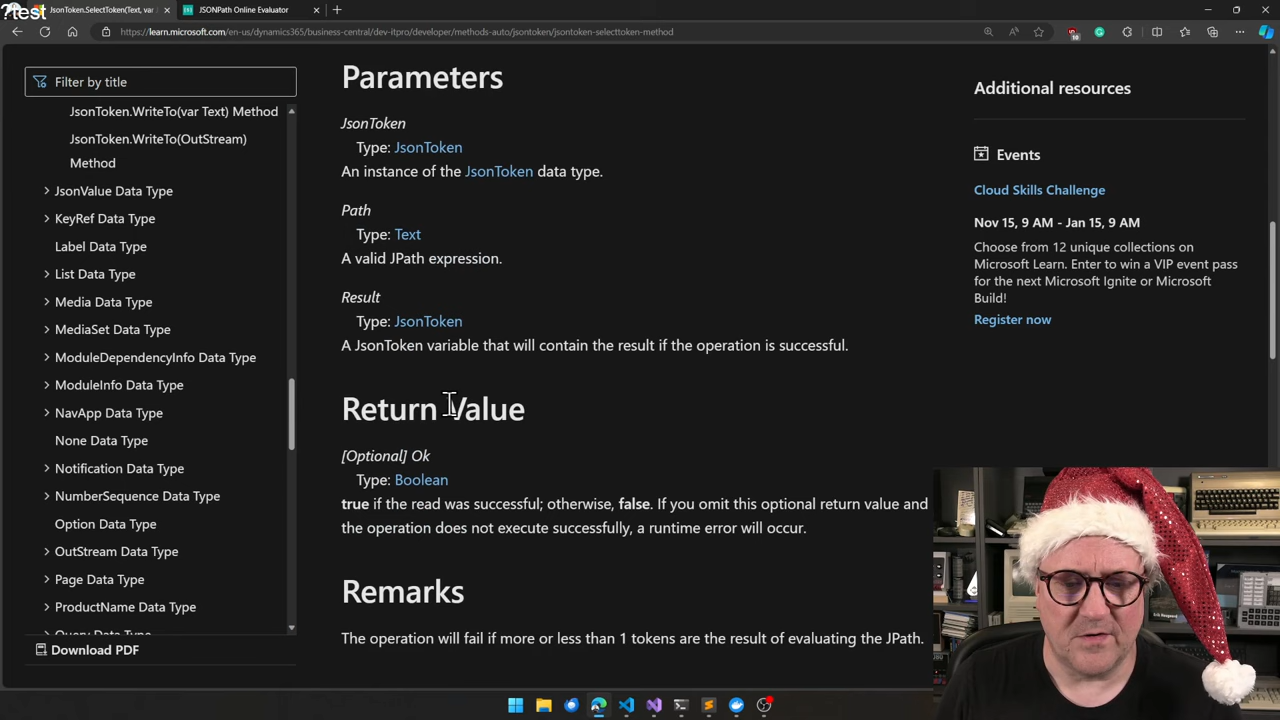 ?test
JsonToken.SelectToken(Text, var J
JSONPath Online Evaluator
https://learn.microsoft.com/en-us/dynamics365/business-central/dev-itpro/developer/methods-auto/jsontoken/jsontoken-selecttoken-method
10
Filter by title
JsonToken.WriteTo(var Text) Method
JsonToken.WriteTo(OutStream)
Method
JsonValue Data Type
KeyRef Data Type
Label Data Type
List Data Type
Media Data Type
MediaSet Data Type
ModuleDependencyInfo Data Type
ModuleInfo Data Type
NavApp Data Type
None Data Type
Notification Data Type
NumberSequence Data Type
Option Data Type
OutStream Data Type
Page Data Type
ProductName Data Type
Query Data Type
Download PDF
Parameters
JsonToken
Type: JsonToken
An instance of the JsonToken data type.
Path
Type: Text
A valid JPath expression.
Result
Type: JsonToken
A JsonToken variable that will contain the result if the operation is successful.
Return Value
[Optional] Ok
Type: Boolean
true if the read was successful; otherwise, false. If you omit this optional return value and
the operation does not execute successfully, a runtime error will occur.
Remarks
The operation will fail if more or less than 1 tokens are the result of evaluating the JPath.
Additional resources
Events
Cloud Skills Challenge
Nov 15, 9 AM - Jan 15, 9 AM
Choose from 12 unique collections on
Microsoft Learn. Enter to win a VIP event pass
for the next Microsoft Ignite or Microsoft
Build!
Register now